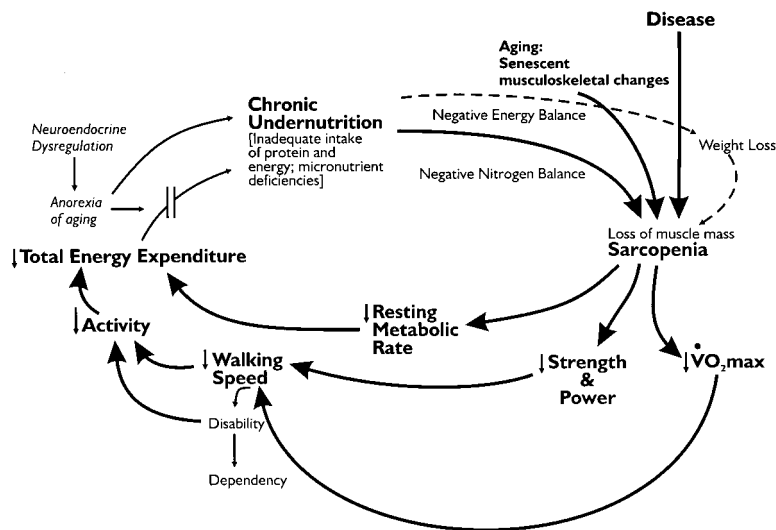 Disease
Aging:
Senescent
musculoskeletal changes
Chronic
Undernutrition
[Inadequate intake
of protein and
energy; micronutrient
deficiencies]
Negative Energy Balance
Neuroendocrine
Dysregulation
Weight Loss
Negative Nitrogen Balance
Anorexia
of aging
Loss of muscle mass
Sarcopenia
↓Total Energy Expenditure
↓Resting
Metabolic
Rate
↓Activity
↓Walking
Speed
↓Strength
&
Power
↓V̇O₂max
Disability
Dependency